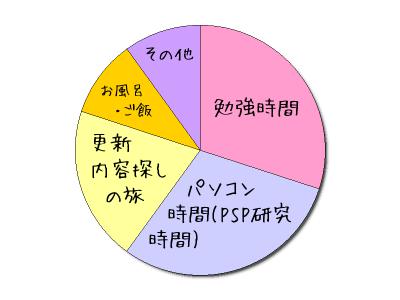 その他
勉強時間
お風呂
・ご飯
更新
内容探し
の旅
パソコン
時間(PSP研究
時間)